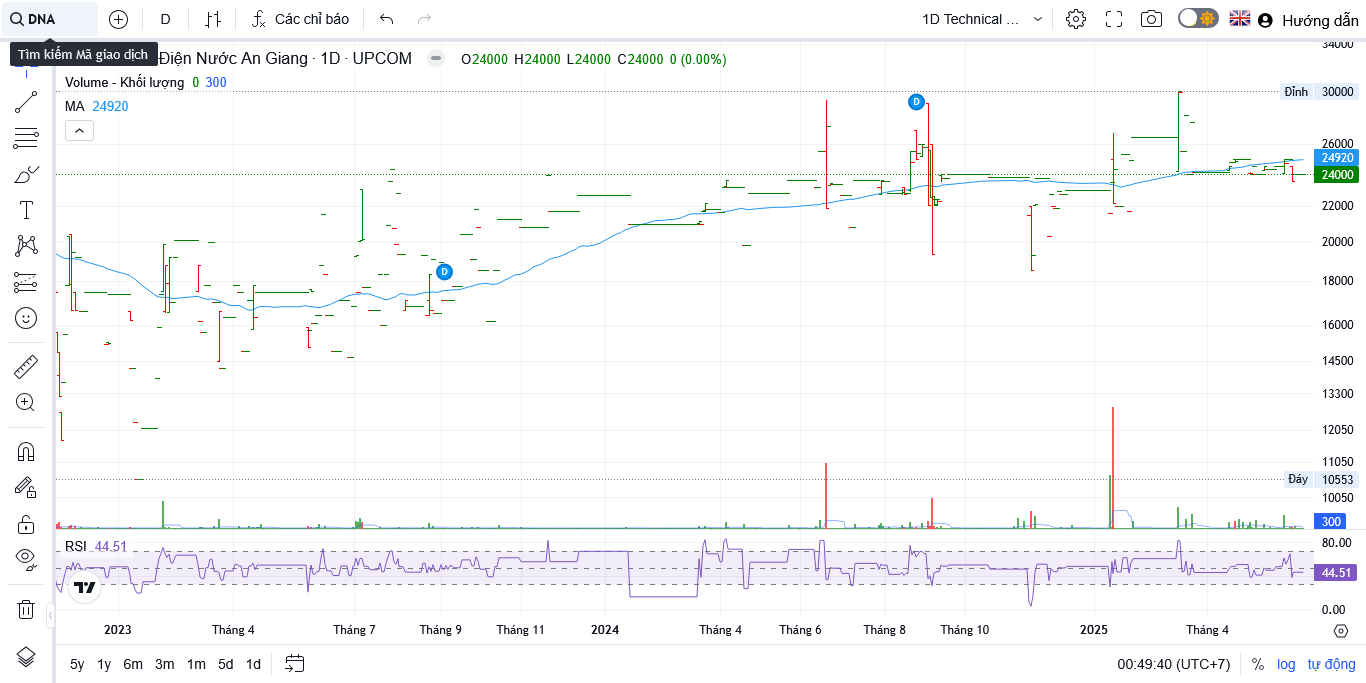 DNA D Các chỉ báo 1D Technical ... Hướng dẫn
Tìm kiếm Mã giao dịch
Điện Nước An Giang · 1D · UPCOM O24000 H24000 L24000 C24000 0 (0.00%)
Volume - Khối lượng 0 300
MA 24920
34000
Đỉnh 30000
D
26000
24920
24000
22000
20000
D
18000
16000
14500
13300
12050
11050
Đáy 10553
10050
300
RSI 44.51
80.00
44.51
0.00
2023 Tháng 4 Tháng 7 Tháng 9 Tháng 11 2024 Tháng 4 Tháng 6 Tháng 8 Tháng 10 2025 Tháng 4
5y 1y 6m 3m 1m 5d 1d 00:49:40 (UTC+7) % log tự động